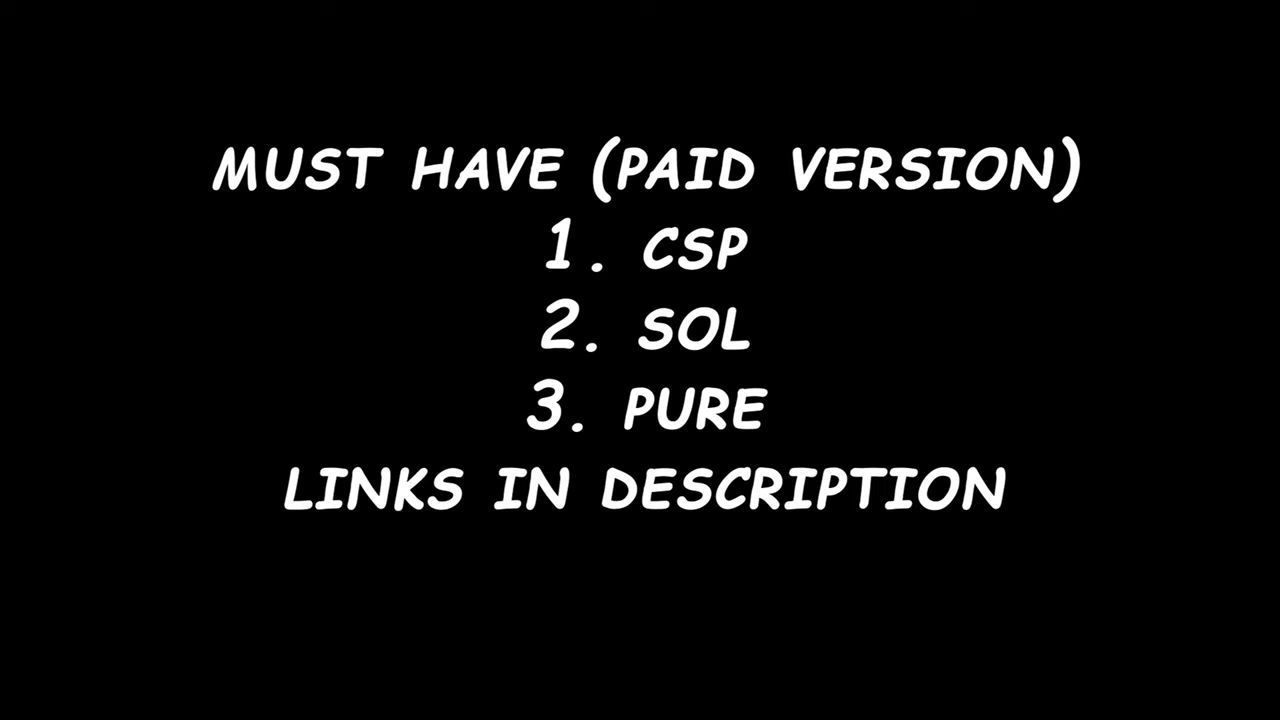 MUST HAVE (PAID VERSION)
1. CSP
2. SOL
3. PURE
LINKS IN DESCRIPTION